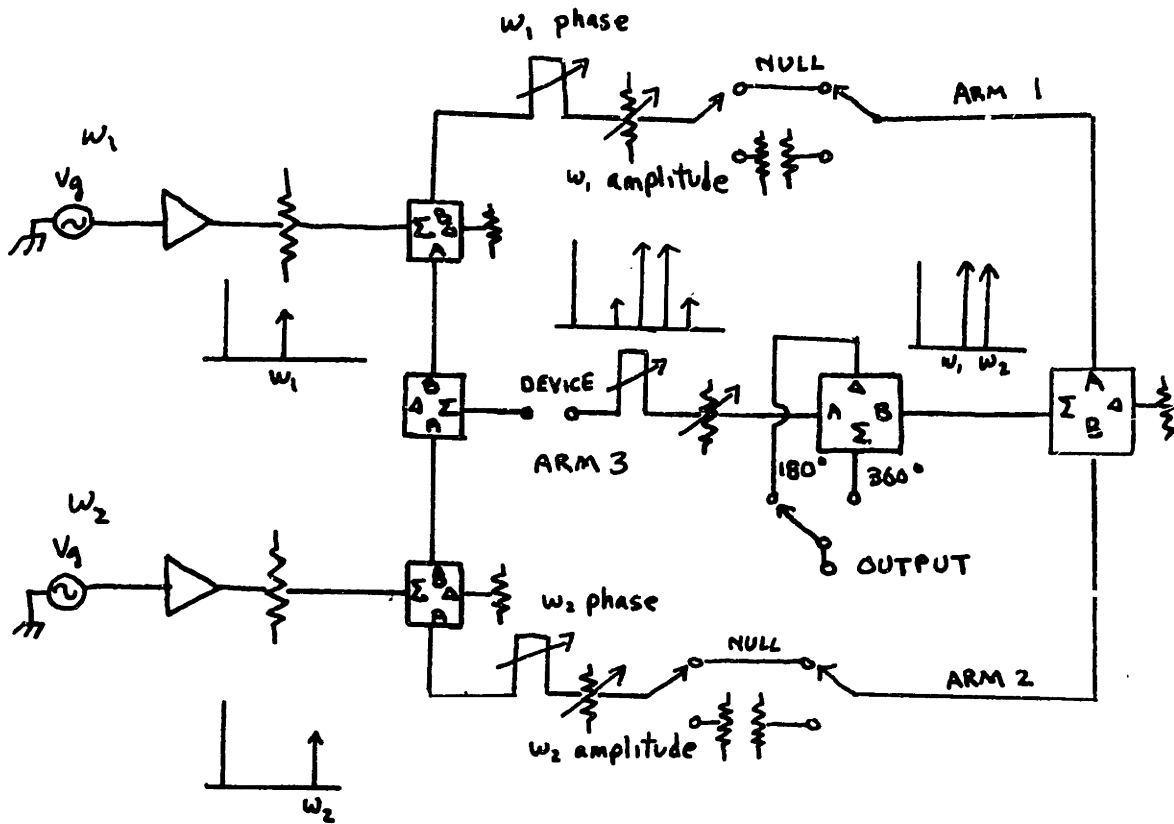 ω₁ phase
NULL
ARM 1
ω₁
Vg
ω₁ amplitude
Σ B Δ A
ω₁
ω₁ ω₂
DEVICE
B Δ Σ A
Δ A B Σ
A Σ Δ B
ARM 3
180° 360°
OUTPUT
ω₂
Vg
Σ B Δ A
ω₂ phase
NULL
ARM 2
ω₂ amplitude
ω₂